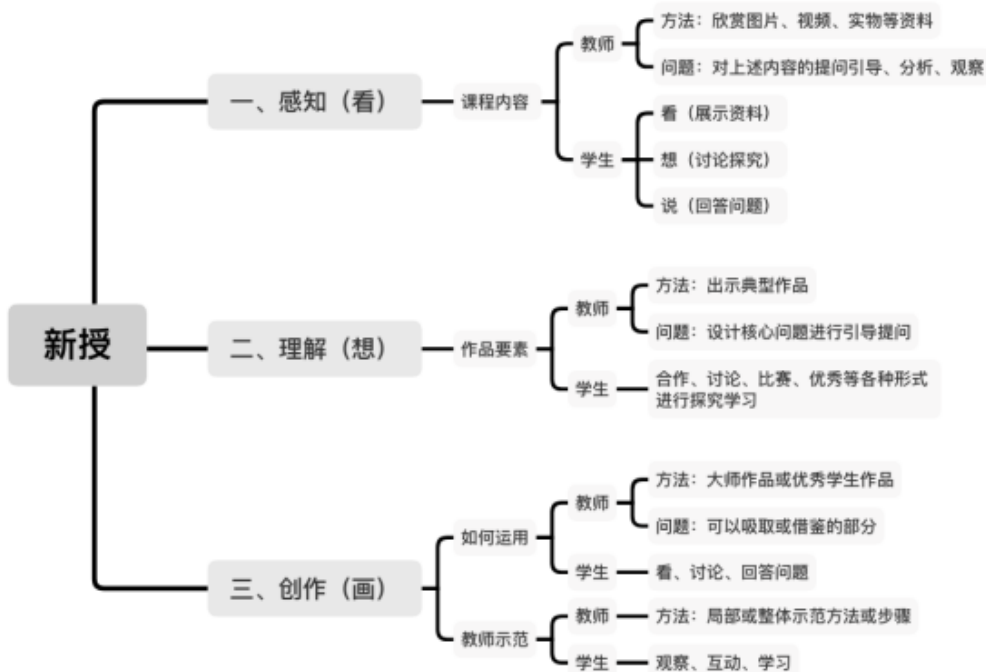 新授
一、感知（看）
课程内容
教师
方法：欣赏图片、视频、实物等资料
问题：对上述内容的提问引导、分析、观察
学生
看（展示资料）
想（讨论探究）
说（回答问题）
二、理解（想）
作品要素
教师
方法：出示典型作品
问题：设计核心问题进行引导提问
学生
合作、讨论、比赛、优秀等各种形式
进行探究学习
三、创作（画）
如何运用
教师
方法：大师作品或优秀学生作品
问题：可以吸取或借鉴的部分
学生
看、讨论、回答问题
教师示范
教师
方法：局部或整体示范方法或步骤
学生
观察、互动、学习